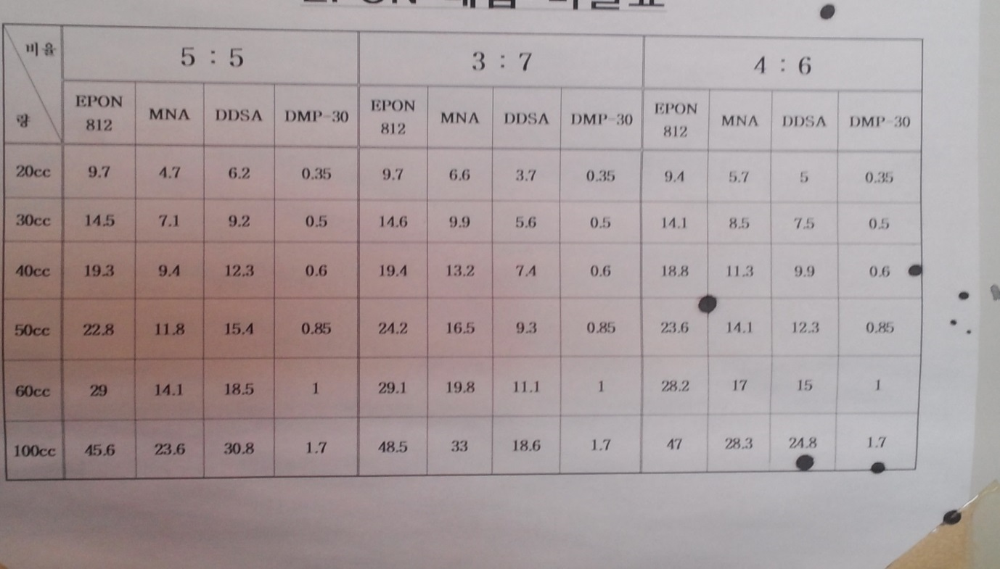 비율 5 : 5 3 : 7 4 : 6
양 EPON 812 MNA DDSA DMP-30 EPON 812 MNA DDSA DMP-30 EPON 812 MNA DDSA DMP-30
20cc 9.7 4.7 6.2 0.35 9.7 6.6 3.7 0.35 9.4 5.7 5 0.35
30cc 14.5 7.1 9.2 0.5 14.6 9.9 5.6 0.5 14.1 8.5 7.5 0.5
40cc 19.3 9.4 12.3 0.6 19.4 13.2 7.4 0.6 18.8 11.3 9.9 0.6
50cc 22.8 11.8 15.4 0.85 24.2 16.5 9.3 0.85 23.6 14.1 12.3 0.85
60cc 29 14.1 18.5 1 29.1 19.8 11.1 1 28.2 17 15 1
100cc 45.6 23.6 30.8 1.7 48.5 33 18.6 1.7 47 28.3 24.8 1.7